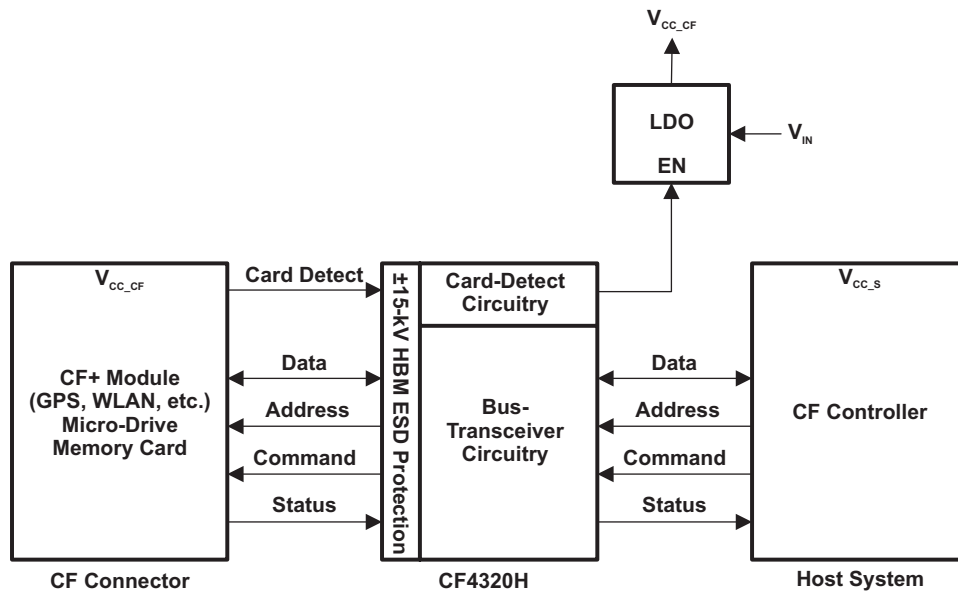 V_CC_CF
LDO
EN
V_IN
V_CC_CF
CF+ Module
(GPS, WLAN, etc.)
Micro-Drive
Memory Card
CF Connector
Card Detect
Data
Address
Command
Status
±15-kV HBM ESD Protection
Card-Detect
Circuitry
Bus-
Transceiver
Circuitry
CF4320H
Data
Address
Command
Status
V_CC_S
CF Controller
Host System